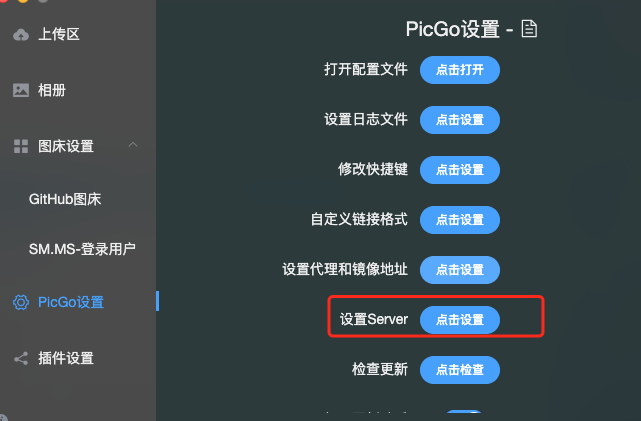 上传区
相册
图床设置
GitHub图床
SM.MS-登录用户
PicGo设置
插件设置
PicGo设置 -
打开配置文件 点击打开
设置日志文件 点击设置
修改快捷键 点击设置
自定义链接格式 点击设置
设置代理和镜像地址 点击设置
设置Server 点击设置
检查更新 点击检查